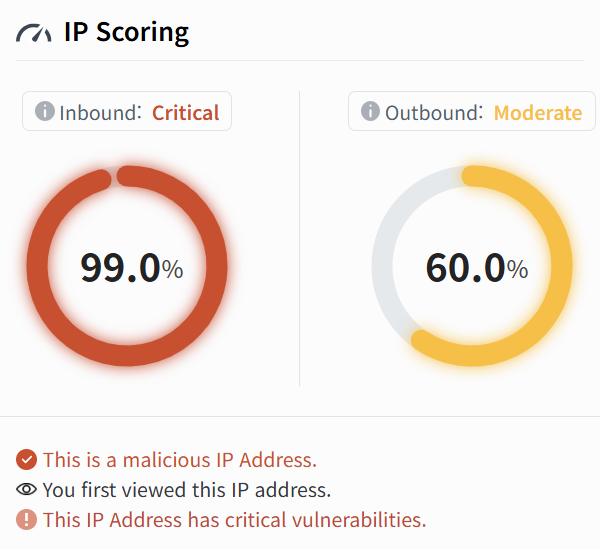 IP Scoring
Inbound: Critical
Outbound: Moderate
99.0%
60.0%
This is a malicious IP Address.
You first viewed this IP address.
This IP Address has critical vulnerabilities.